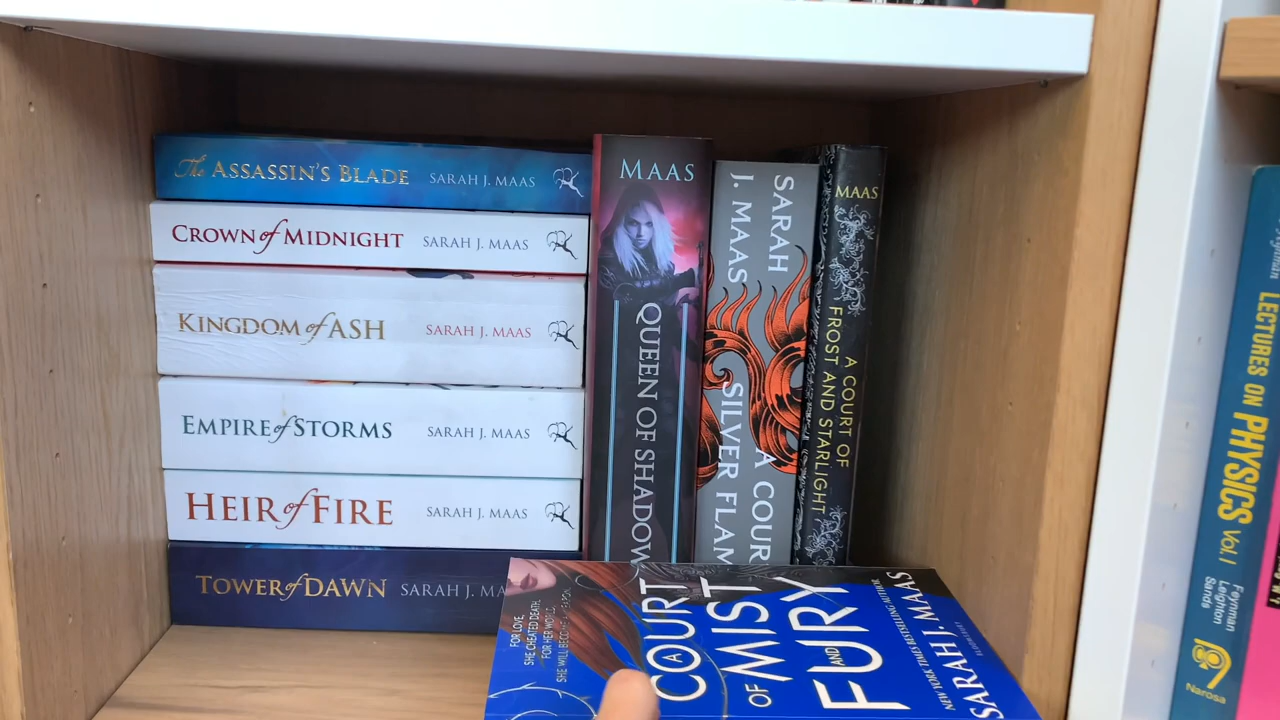 The ASSASSIN'S BLADE SARAH J. MAAS
CROWN of MIDNIGHT SARAH J. MAAS
KINGDOM of ASH SARAH J. MAAS
EMPIRE of STORMS SARAH J. MAAS
HEIR of FIRE SARAH J. MAAS
TOWER of DAWN SARAH J. MA
MAAS
QUEEN OF SHADOW
SARAH
J. MAAS
A COUR
SILVER FLAM
MAAS
A COURT OF
FROST AND STARLIGHT
FOR LOVE,
SHE CHEATED DEATH.
FOR HER WORLD,
SHE WILL BECOME A WEAPON.
A COURT
OF MIST
AND FURY
NEW YORK TIMES BESTSELLING AUTHOR
SARAH J. MAAS
BLOOMSBURY
LECTURES ON PHYSICS Vol. I
Feynman
Leighton
Sands
Narosa